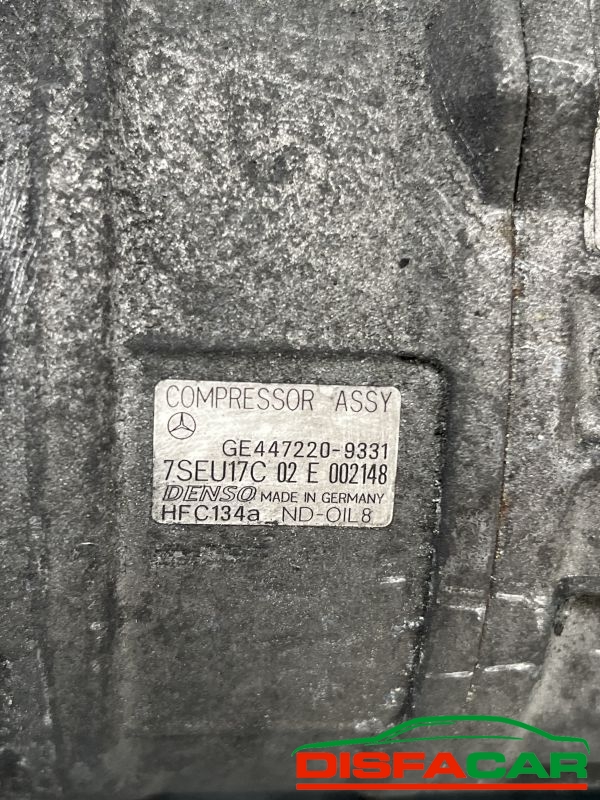 COMPRESSOR ASSY
GE447220-9331
7SEU17C 02 E 002148
DENSO MADE IN GERMANY
HFC134a ND-OIL8
DISFACAR